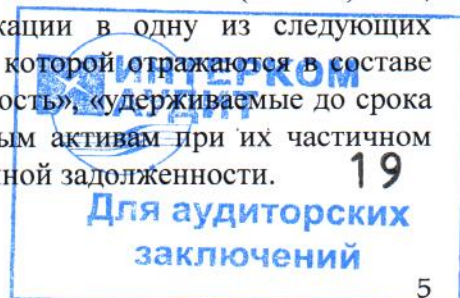 кации в одну из следующих
которой отражаются в составе
ИНТЕРКОМ
ость», «удерживаемые до срока
АУДИТ
ым активам при их частичном
нной задолженности.
19
Для аудиторских
заключений
5